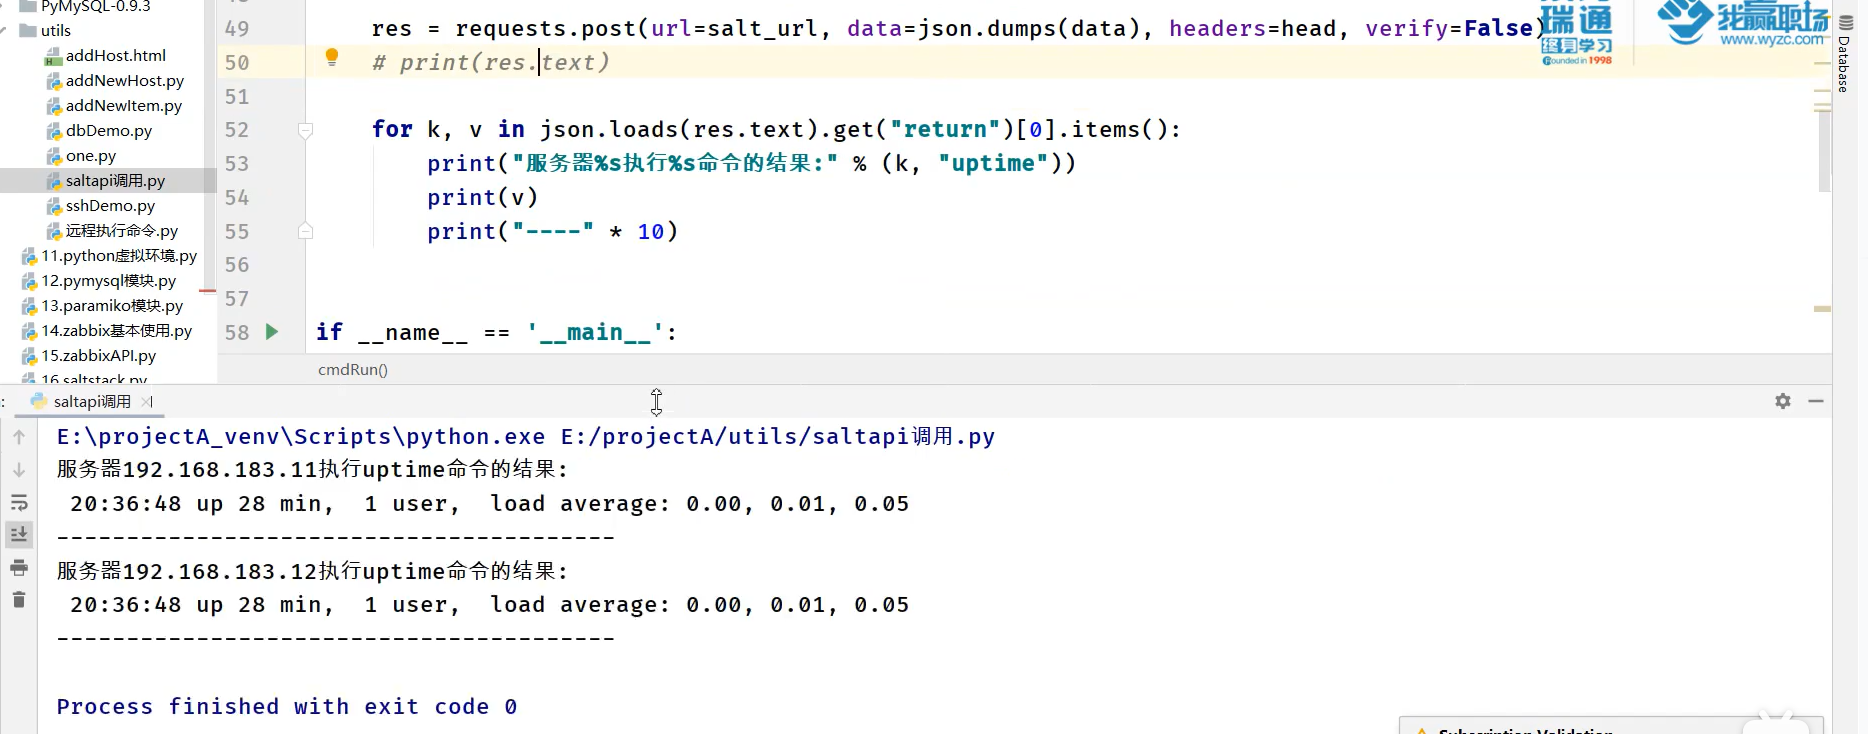 PyMySQL-0.9.3
utils
addHost.html
addNewHost.py
addNewItem.py
dbDemo.py
one.py
saltapi调用.py
sshDemo.py
远程执行命令.py
11.python虚拟环境.py
12.pymysql模块.py
13.paramiko模块.py
14.zabbix基本使用.py
15.zabbixAPI.py
16.saltstack.py
49 res = requests.post(url=salt_url, data=json.dumps(data), headers=head, verify=False)
50 # print(res.text)
51
52 for k, v in json.loads(res.text).get("return")[0].items():
53 print("服务器%s执行%s命令的结果:" % (k, "uptime"))
54 print(v)
55 print("----" * 10)
56
57
58 if __name__ == '__main__':
cmdRun()
瑞通
终身学习
Founded in 1998
我赢职场
www.wyzc.com
Database
saltapi调用
E:\projectA_venv\Scripts\python.exe E:/projectA/utils/saltapi调用.py
服务器192.168.183.11执行uptime命令的结果:
20:36:48 up 28 min, 1 user, load average: 0.00, 0.01, 0.05
----------------------------------------
服务器192.168.183.12执行uptime命令的结果:
20:36:48 up 28 min, 1 user, load average: 0.00, 0.01, 0.05
----------------------------------------
Process finished with exit code 0
Subscription Validation